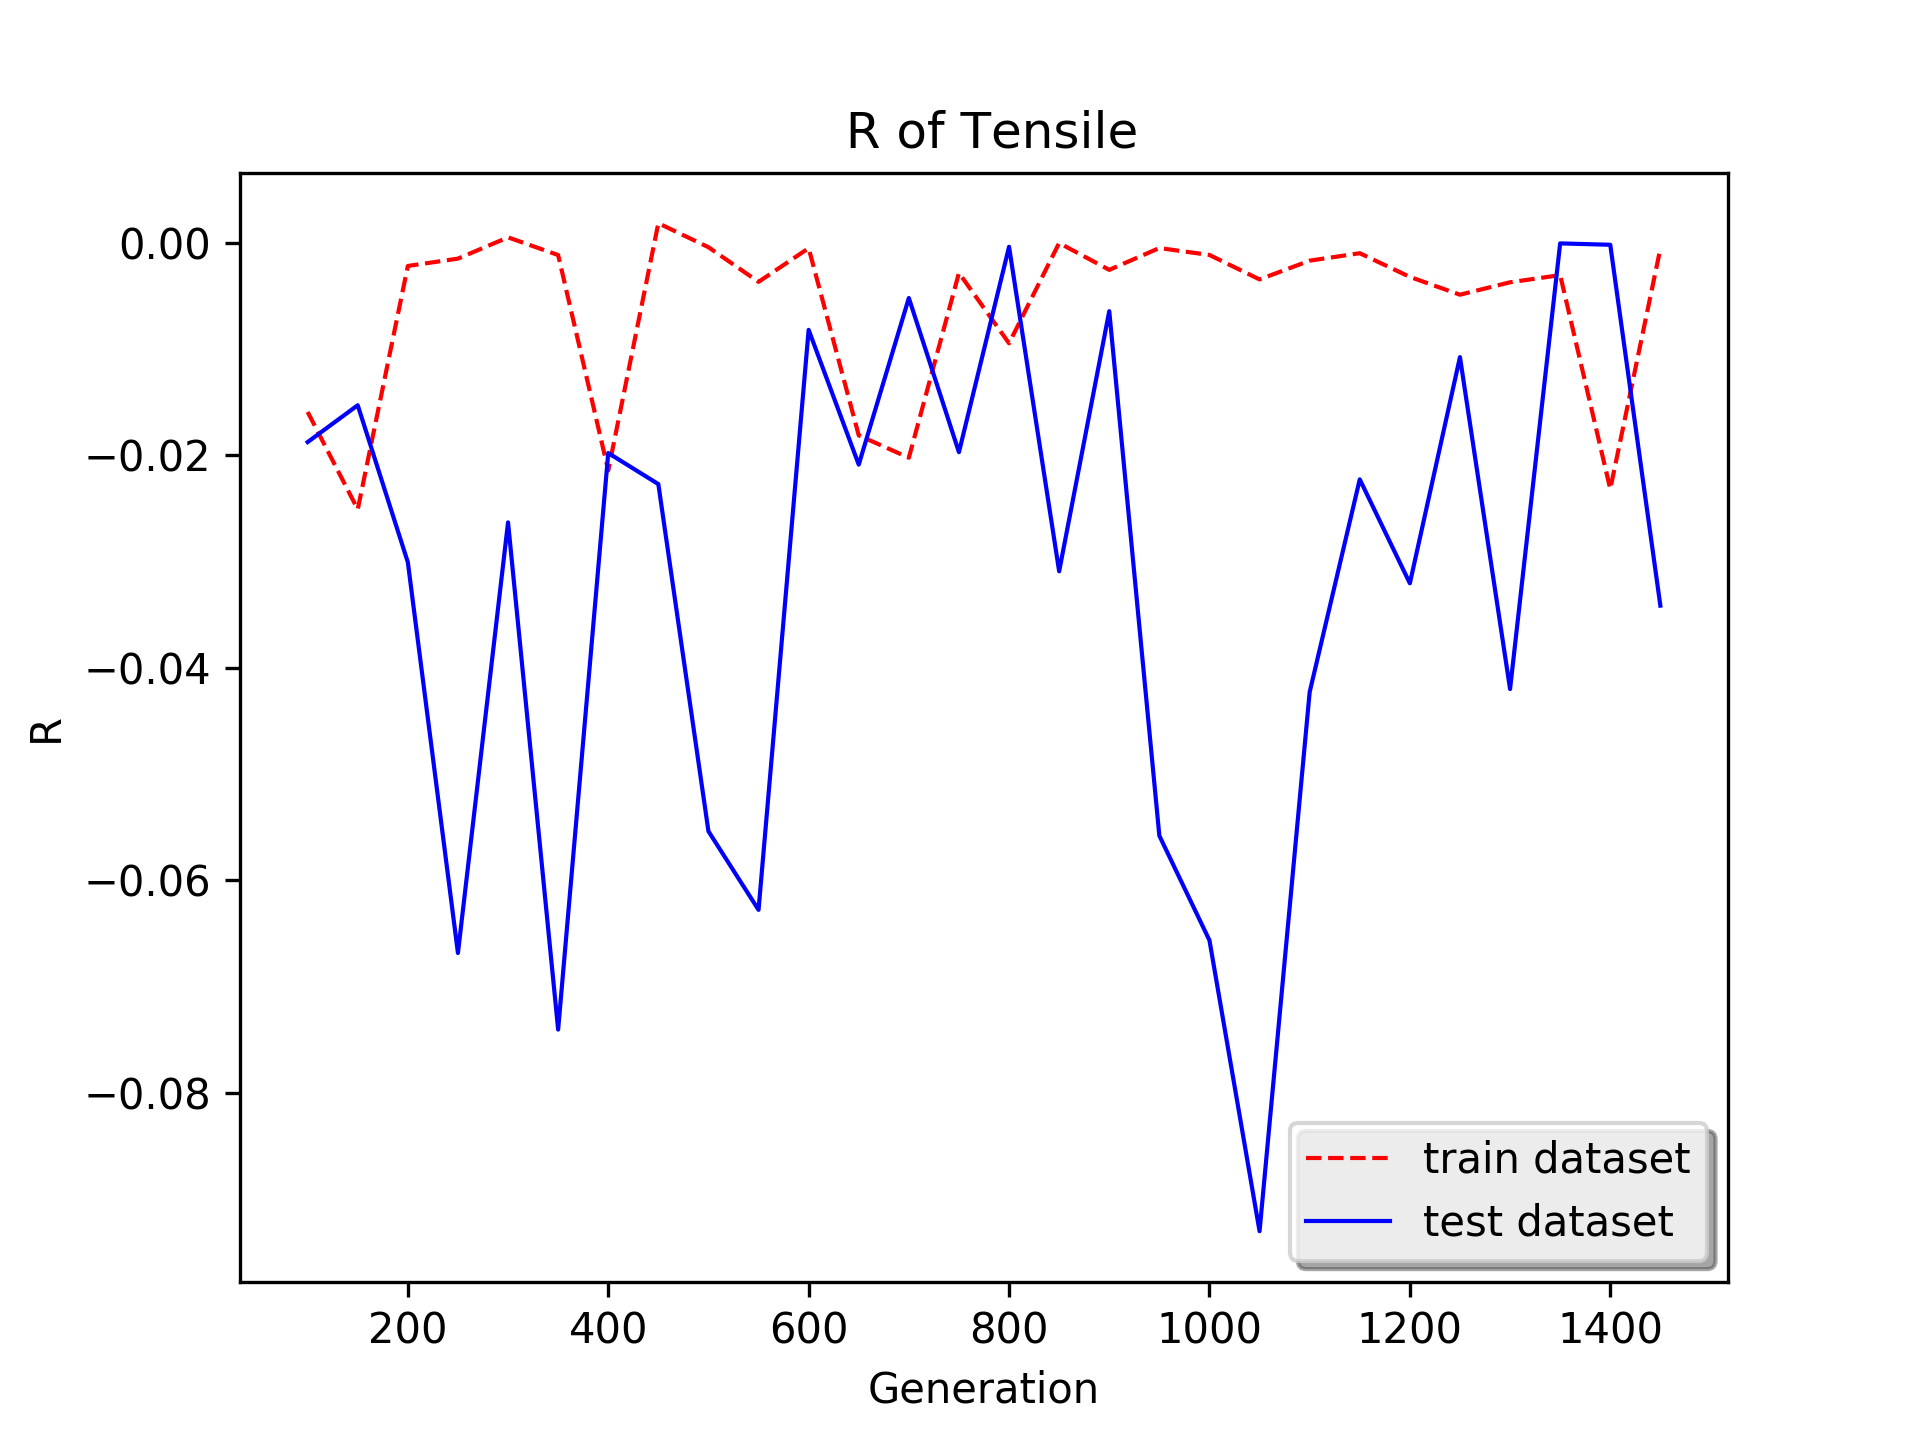 R of Tensile
0.00
−0.02
−0.04
−0.06
−0.08
R
200 400 600 800 1000 1200 1400
Generation
train dataset
test dataset